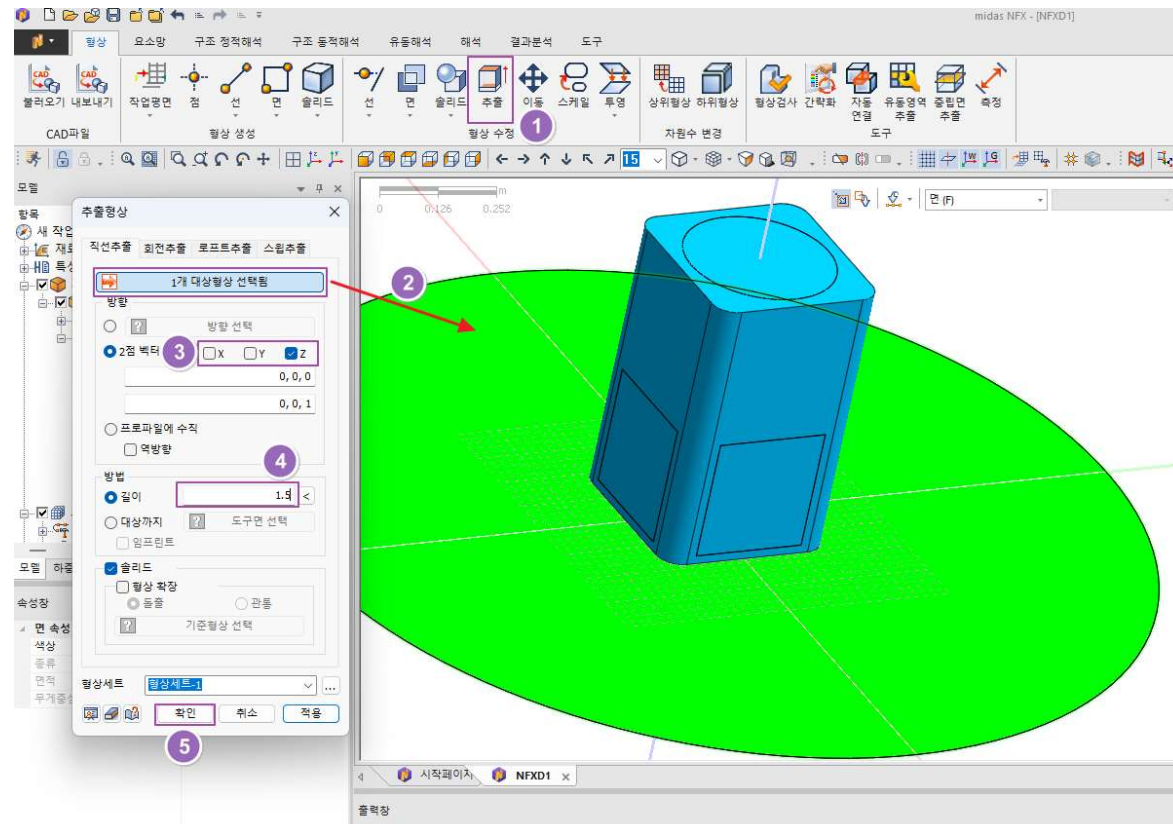 midas NFX - [NFXD1]
형상 요소망 구조 정적해석 구조 동적해석 유동해석 해석 결과분석 도구
불러오기 내보내기 작업평면 점 선 면 솔리드 선 면 솔리드 추출 이동 스케일 투영 상위형상 하위형상 형상검사 간략화 자동 연결 유동영역 추출 중립면 추출 측정
1
CAD파일 형상 생성 형상 수정 자원수 변경 도구
15
모델
항목
새 작업
추출형상
직선추출 회전추출 로프트추출 스윕추출
1개 대상형상 선택됨
2
방향
방향 선택
2점 벡터 3 X Y Z
0, 0, 0
0, 0, 1
프로파일에 수직
역방향
4
방법
길이 1.5 <
대상까지 도구면 선택
임프린트
솔리드
형상 확장
돌출 관통
기준형상 선택
형상세트 형상세트-1 ...
확인 취소 적용
5
모델 하중
속성창
면 속성
색상
종류
면적
무게중심
m
0 0.126 0.252
면 (F)
시작페이지 NFXD1
출력창